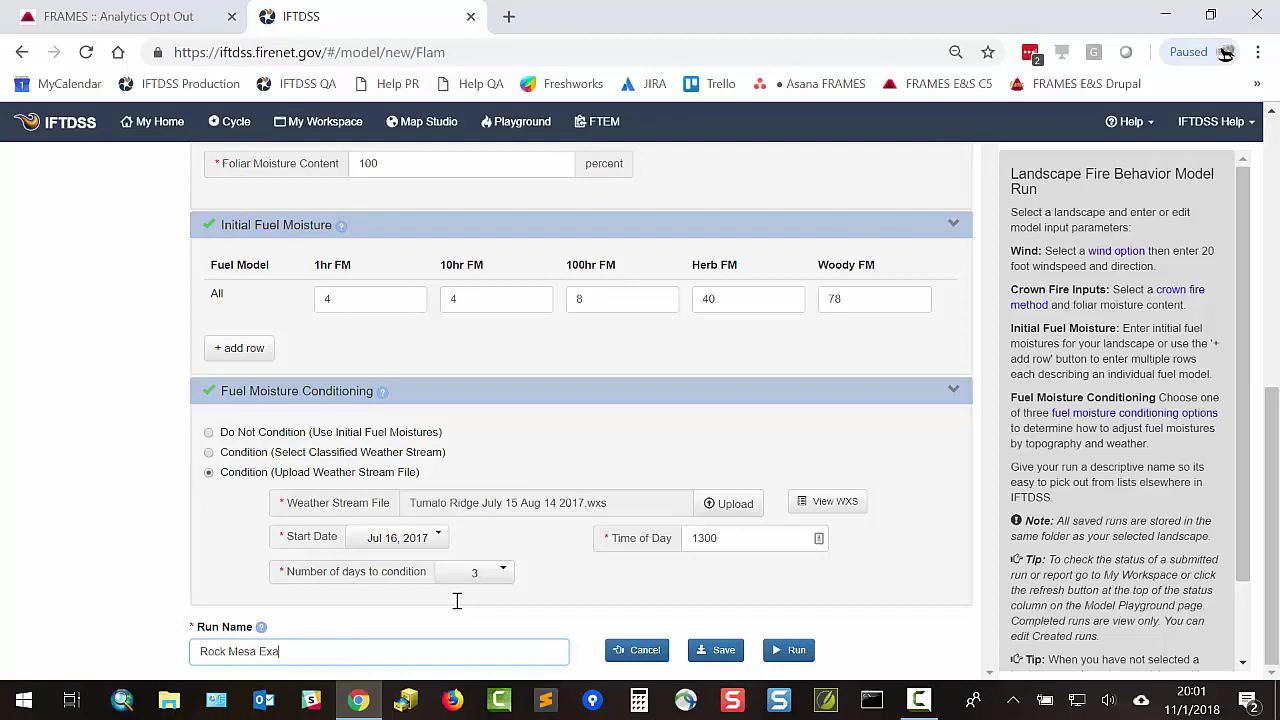 FRAMES :: Analytics Opt Out
IFTDSS
https://iftdss.firenet.gov/#/model/new/Flam
2
G
Paused
MyCalendar
IFTDSS Production
IFTDSS QA
Help PR
Help QA
Freshworks
JIRA
Trello
Asana FRAMES
FRAMES E&S C5
FRAMES E&S Drupal
»
IFTDSS
My Home
Cycle
My Workspace
Map Studio
Playground
FTEM
Help
IFTDSS Help
* Foliar Moisture Content 100 percent
Initial Fuel Moisture ?
Fuel Model 1hr FM 10hr FM 100hr FM Herb FM Woody FM
All 4 4 8 40 78
+ add row
Fuel Moisture Conditioning ?
Do Not Condition (Use Initial Fuel Moistures)
Condition (Select Classified Weather Stream)
Condition (Upload Weather Stream File)
* Weather Stream File Tumalo Ridge July 15 Aug 14 2017.wxs Upload View WXS
* Start Date Jul 16, 2017 * Time of Day 1300
* Number of days to condition 3
* Run Name ?
Rock Mesa Exa Cancel Save Run
Landscape Fire Behavior Model
Run
Select a landscape and enter or edit
model input parameters:
Wind: Select a wind option then enter 20
foot windspeed and direction.
Crown Fire Inputs: Select a crown fire
method and foliar moisture content.
Initial Fuel Moisture: Enter intitial fuel
moistures for your landscape or use the '+
add row' button to enter multiple rows
each describing an individual fuel model.
Fuel Moisture Conditioning Choose one
of three fuel moisture conditioning options
to determine how to adjust fuel moistures
by topography and weather.
Give your run a descriptive name so its
easy to pick out from lists elsewhere in
IFTDSS.
Note: All saved runs are stored in the
same folder as your selected landscape.
Tip: To check the status of a submitted
run or report go to My Workspace or click
the refresh button at the top of the status
column on the Model Playground page.
Completed runs are view only. You can
edit Created runs.
Tip: When you have not selected a
20:01
11/1/2018
2